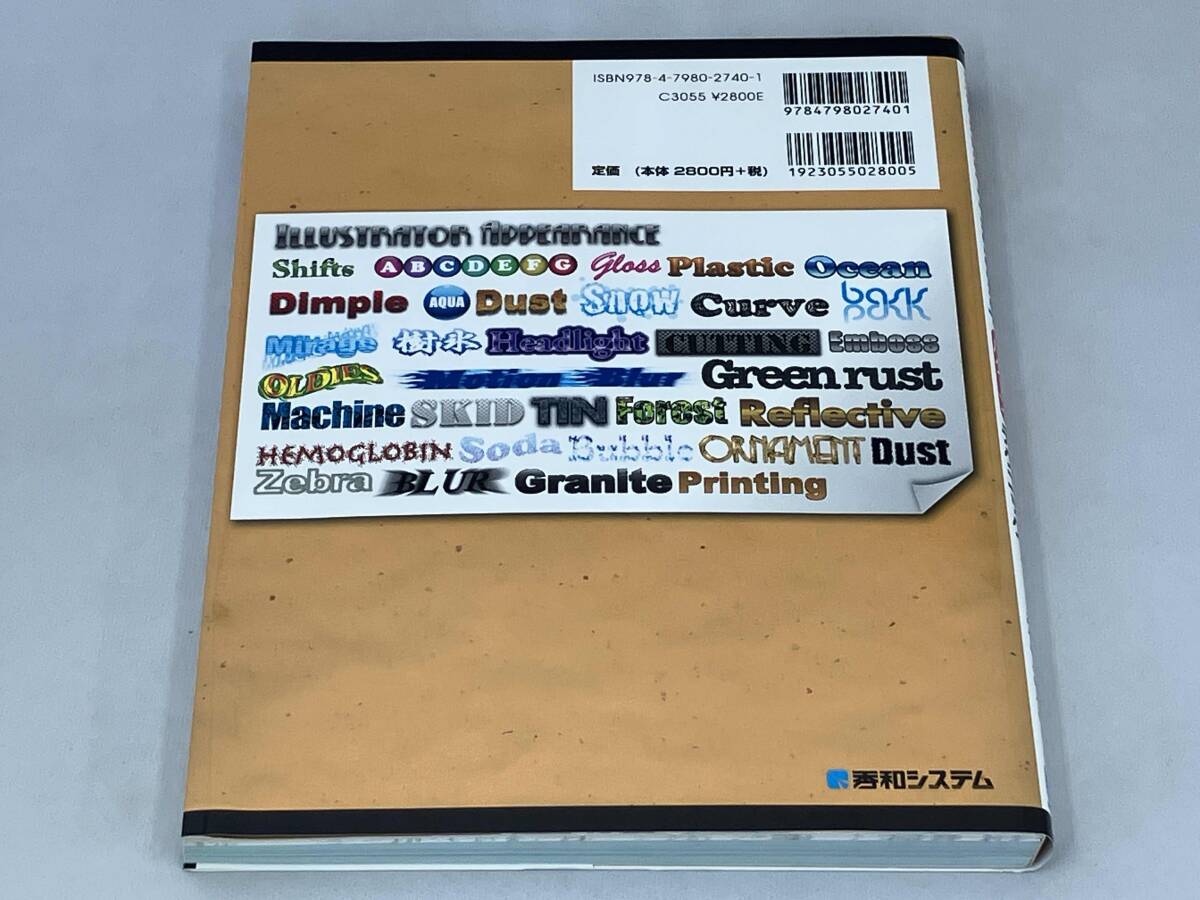 ISBN978-4-7980-2740-1
C3055 ¥2800E
9784798027401
定価 (本体 2800円+税)
1923055028005
ILLUSTRATOR APPEARANCE
Shifts ABCDEFG Gloss Plastic Ocean
Dimple AQUA Dust Snow Curve
Mirage 樹氷 Headlight CUTTING Emboss
OLDIES Motion Blur Green rust
Machine SKID TIN Forest Reflective
HEMOGLOBIN Soda Bubble ORNAMENT Dust
Zebra BLUR Granite Printing
秀和システム